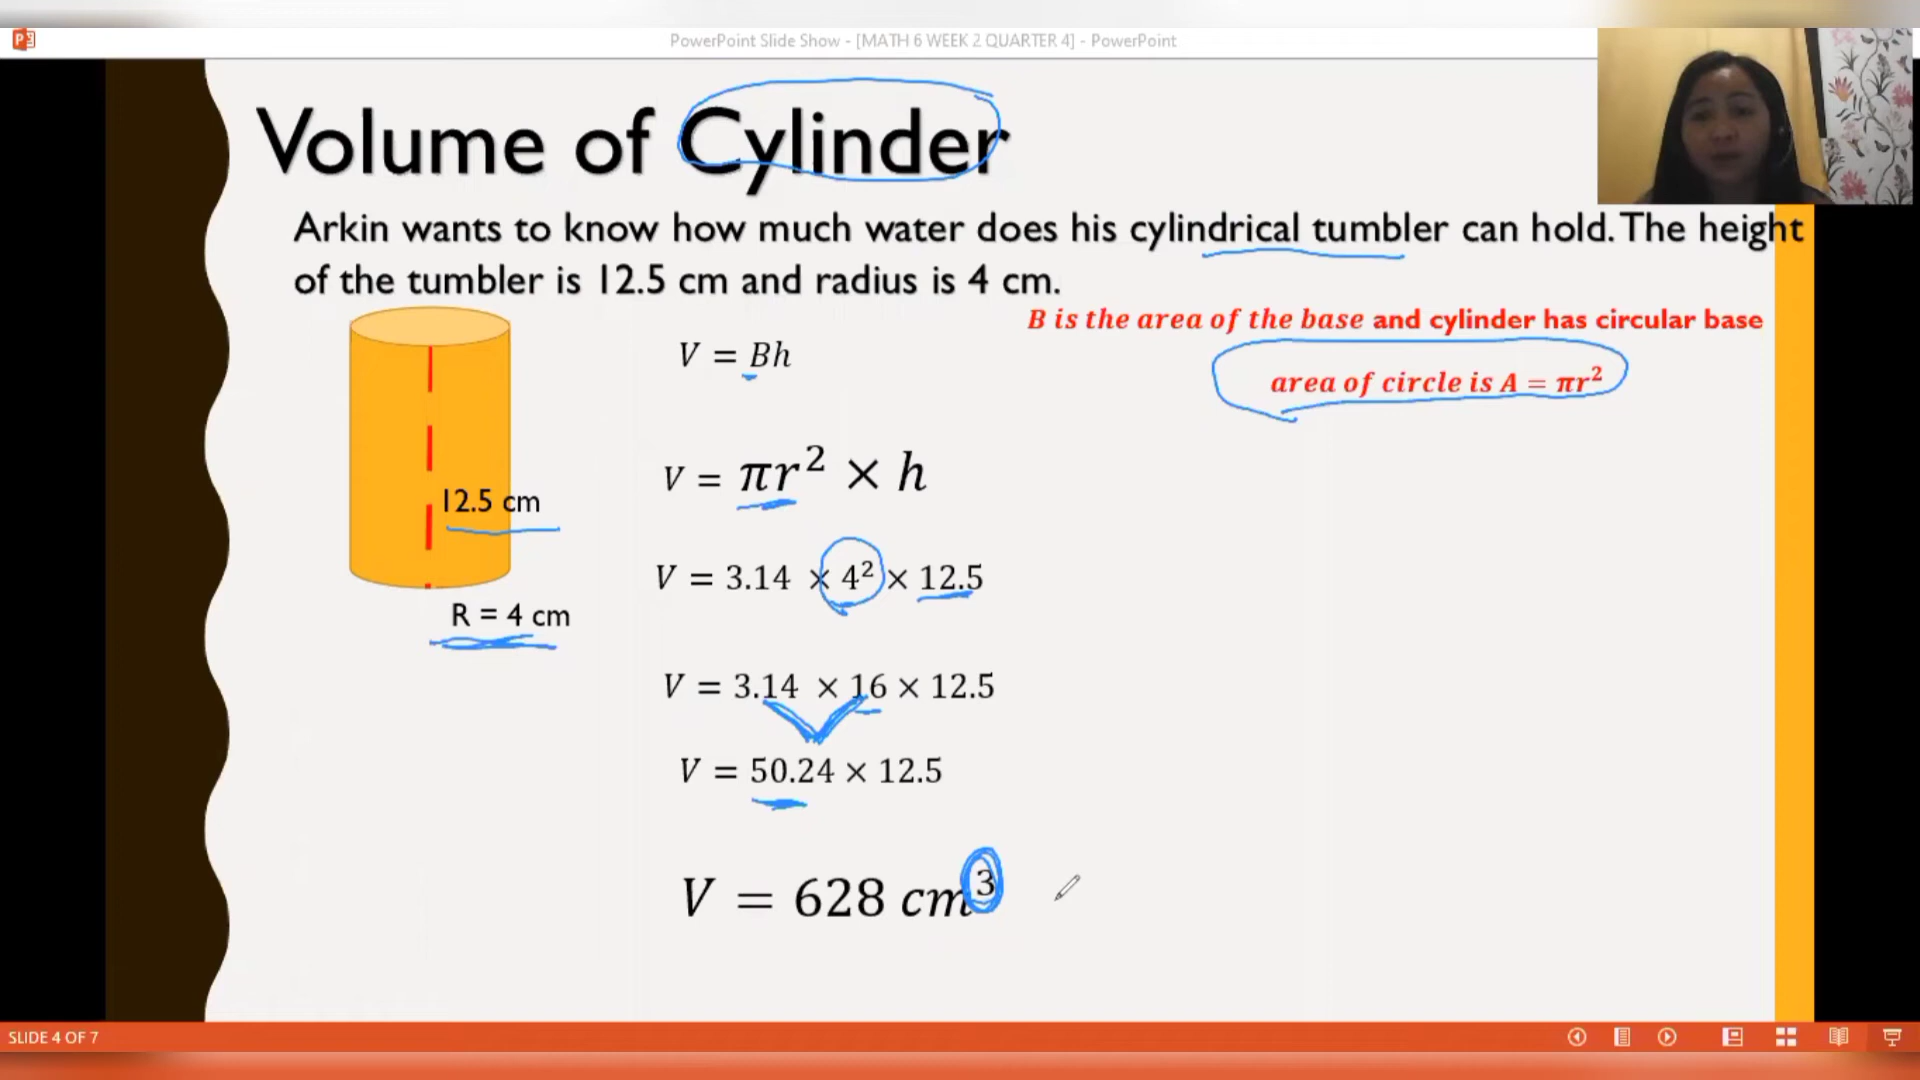 PowerPoint Slide Show - [MATH 6 WEEK 2 QUARTER 4] - PowerPoint
Volume of Cylinder
Arkin wants to know how much water does his cylindrical tumbler can hold. The height
of the tumbler is 12.5 cm and radius is 4 cm.
B is the area of the base and cylinder has circular base
area of circle is A = πr²
V = Bh
V = πr² × h
12.5 cm
V = 3.14 × 4² × 12.5
R = 4 cm
V = 3.14 × 16 × 12.5
V = 50.24 × 12.5
V = 628 cm³
SLIDE 4 OF 7